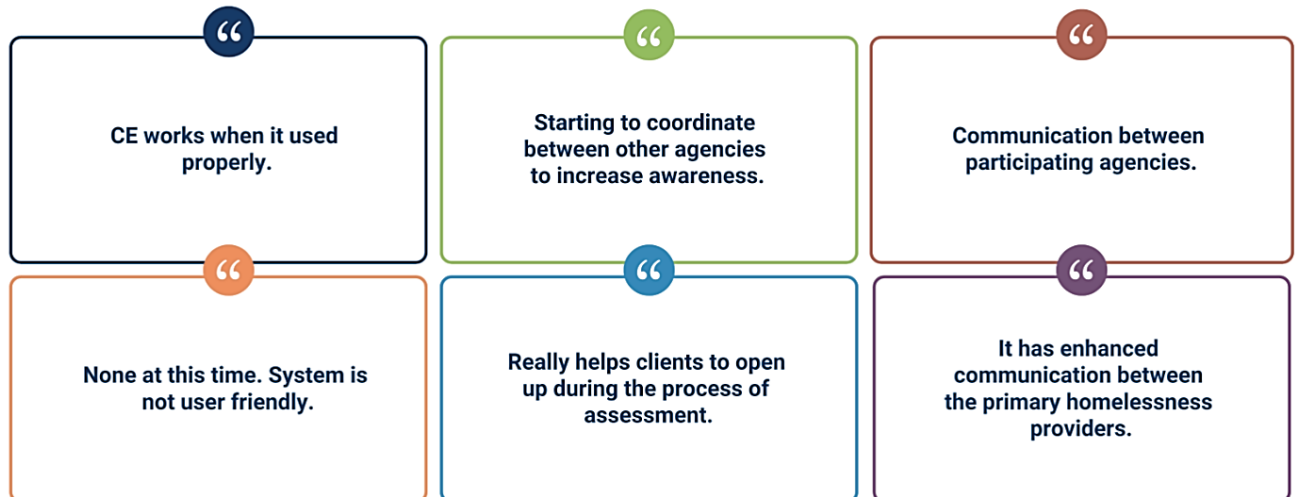 “
CE works when it used
properly.
“
Starting to coordinate
between other agencies
to increase awareness.
“
Communication between
participating agencies.
“
None at this time. System is
not user friendly.
“
Really helps clients to open
up during the process of
assessment.
“
It has enhanced
communication between
the primary homelessness
providers.